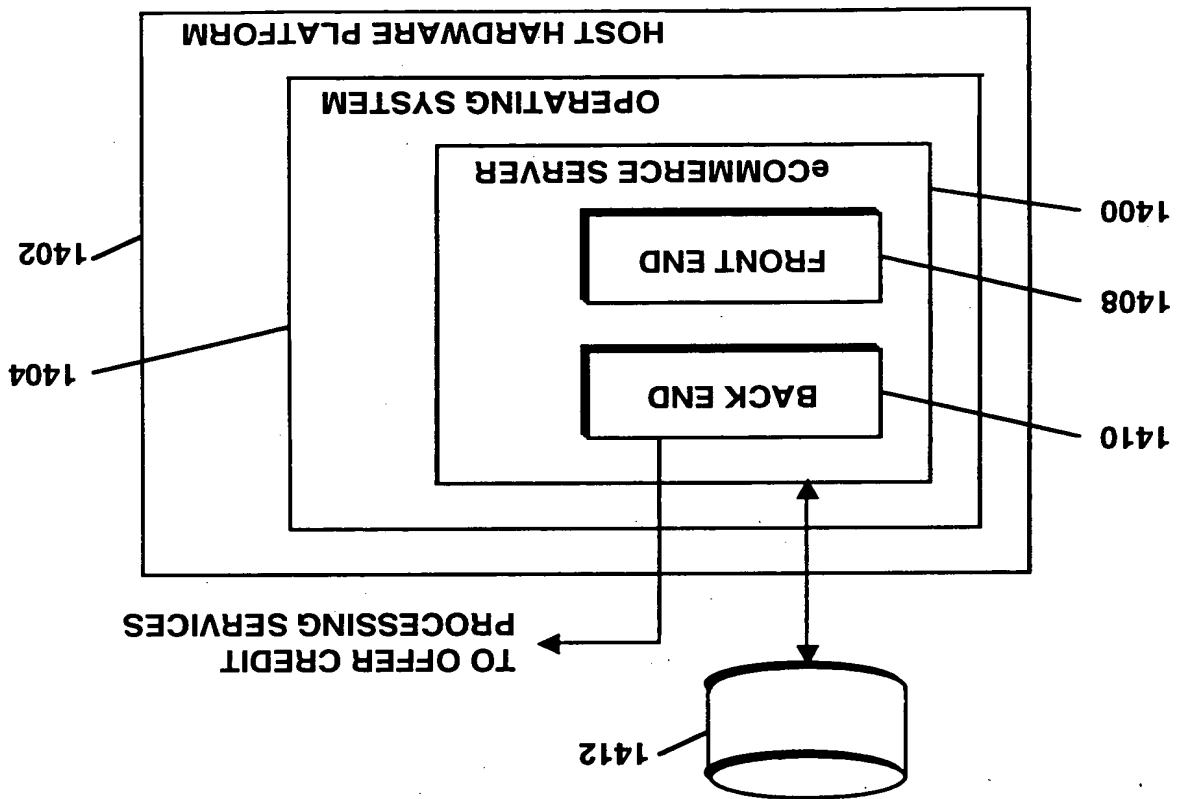 1412
TO OFFER CREDIT
PROCESSING SERVICES
1410
BACK END
1404
1408
FRONT END
1402
1400
eCOMMERCE SERVER
OPERATING SYSTEM
HOST HARDWARE PLATFORM